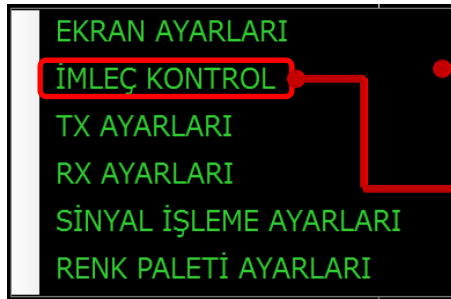 EKRAN AYARLARI
İMLEÇ KONTROL
TX AYARLARI
RX AYARLARI
SİNYAL İŞLEME AYARLARI
RENK PALETİ AYARLARI